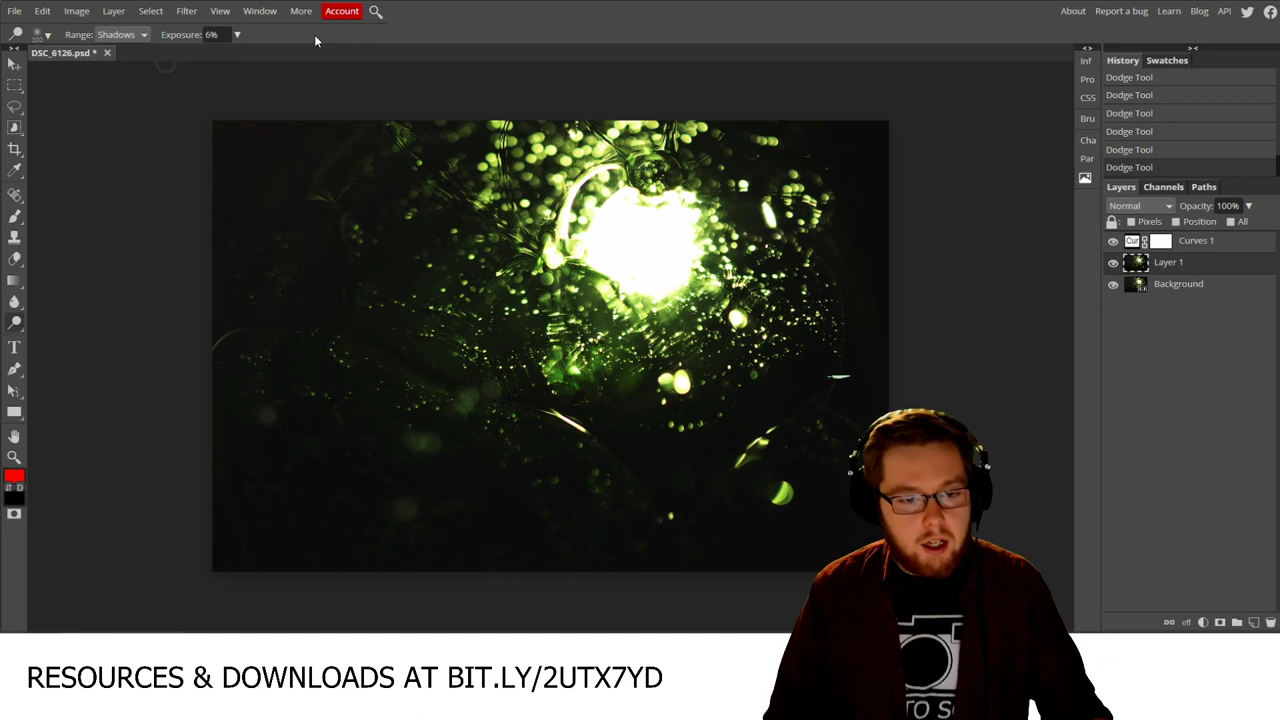 File Edit Image Layer Select Filter View Window More Account About Report a bug Learn Blog API
300 Range: Shadows Exposure: 6%
DSC_6126.psd *
Inf
Pro
CSS
Bru
Cha
Par
History Swatches
Dodge Tool
Dodge Tool
Dodge Tool
Dodge Tool
Dodge Tool
Dodge Tool
Layers Channels Paths
Normal Opacity: 100%
Pixels Position All
Cur Curves 1
Layer 1
Background
eff
D
RESOURCES & DOWNLOADS AT BIT.LY/2UTX7YD